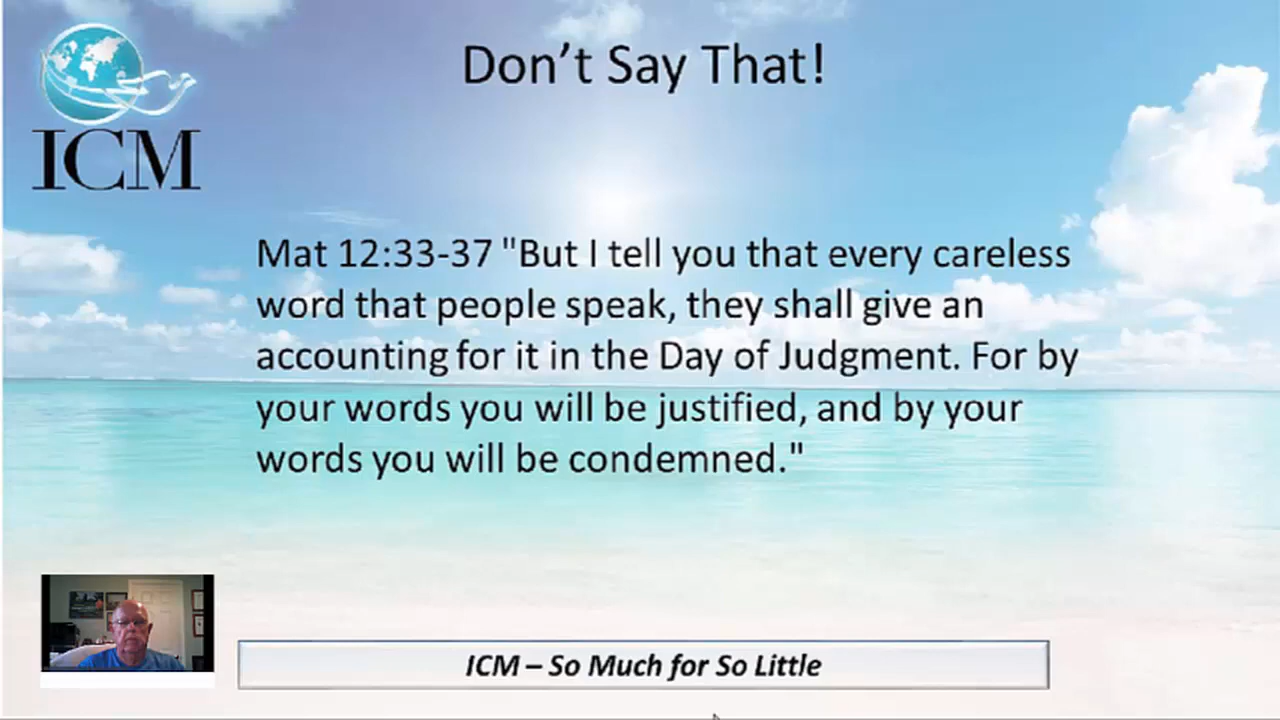 Don't Say That!
ICM
Mat 12:33-37 "But I tell you that every careless
word that people speak, they shall give an
accounting for it in the Day of Judgment. For by
your words you will be justified, and by your
words you will be condemned."
ICM – So Much for So Little